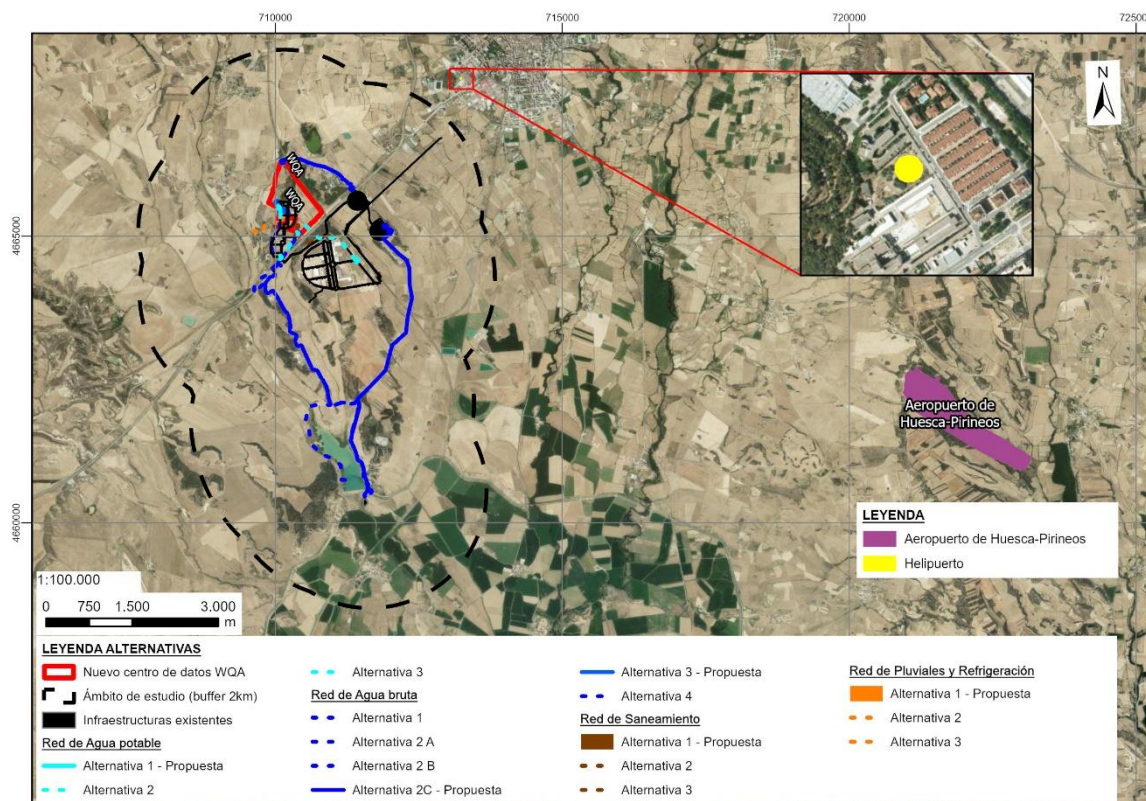 710000
715000
720000
725000
N
WQA
WQA
4665000
4660000
Aeropuerto de
Huesca-Pirineos
LEYENDA
Aeropuerto de Huesca-Pirineos
Helipuerto
1:100.000
0 750 1.500 3.000
m
LEYENDA ALTERNATIVAS
Nuevo centro de datos WQA
Ámbito de estudio (buffer 2km)
Infraestructuras existentes
Red de Agua potable
Alternativa 1 - Propuesta
Alternativa 2
Alternativa 3
Red de Agua bruta
Alternativa 1
Alternativa 2 A
Alternativa 2 B
Alternativa 2C - Propuesta
Alternativa 3 - Propuesta
Alternativa 4
Red de Saneamiento
Alternativa 1 - Propuesta
Alternativa 2
Alternativa 3
Red de Pluviales y Refrigeración
Alternativa 1 - Propuesta
Alternativa 2
Alternativa 3